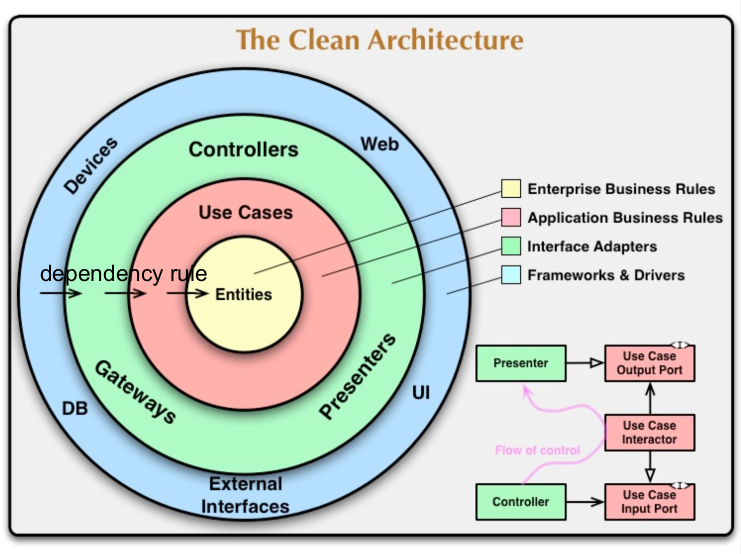 The Clean Architecture
Devices
Web
Controllers
Use Cases
Entities
dependency rule
Gateways
Presenters
DB
UI
External
Interfaces
Enterprise Business Rules
Application Business Rules
Interface Adapters
Frameworks & Drivers
Presenter
<I>
Use Case
Output Port
Use Case
Interactor
Flow of control
Controller
<I>
Use Case
Input Port